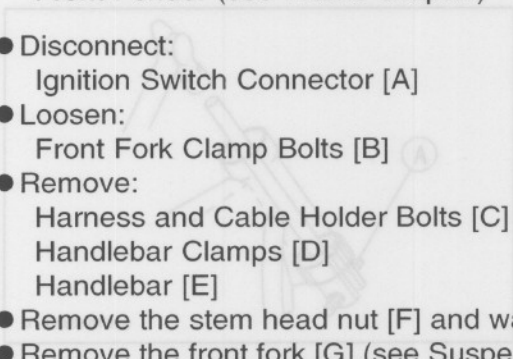 ● Disconnect:
Ignition Switch Connector [A]
● Loosen:
Front Fork Clamp Bolts [B]
● Remove:
Harness and Cable Holder Bolts [C]
Handlebar Clamps [D]
Handlebar [E]
● Remove the stem head nut [F] and
● Remove the front fork [G] (see